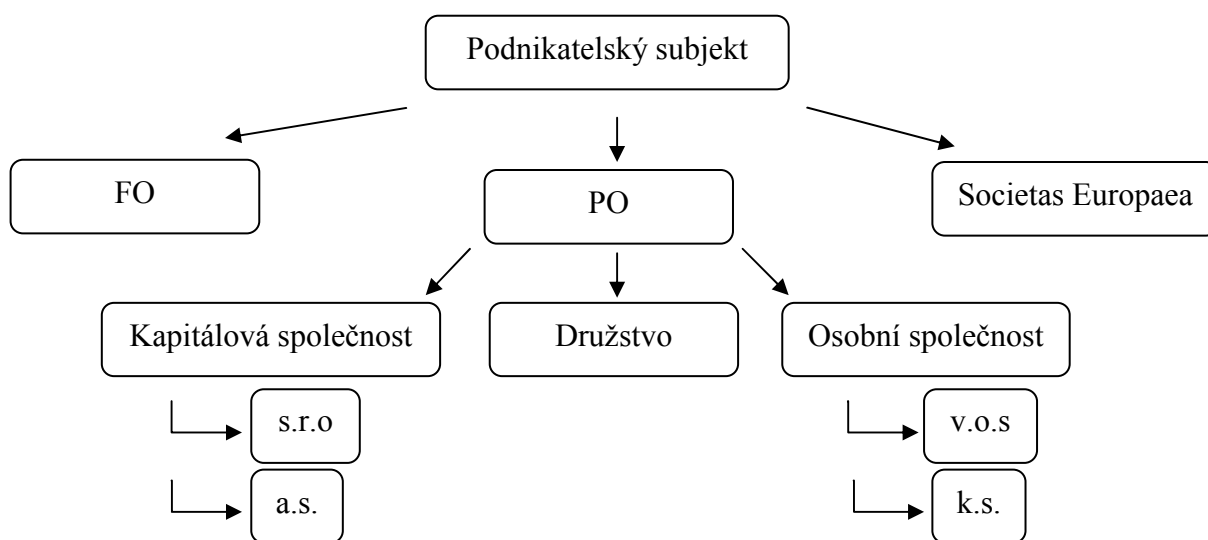 Podnikatelský subjekt
FO
PO
Societas Europaea
Kapitálová společnost
Družstvo
Osobní společnost
s.r.o
v.o.s
a.s.
k.s.